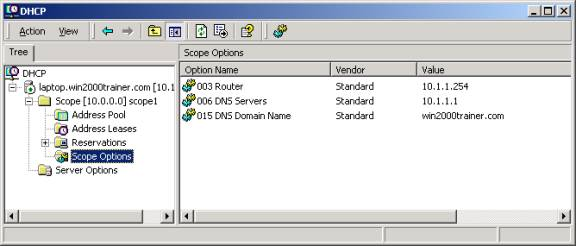 DHCP
Action View
Tree
Scope Options
DHCP
laptop.win2000trainer.com [10.1
Scope [10.0.0.0] scope1
Address Pool
Address Leases
Reservations
Scope Options
Server Options
Option Name Vendor Value
003 Router Standard 10.1.1.254
006 DNS Servers Standard 10.1.1.1
015 DNS Domain Name Standard win2000trainer.com